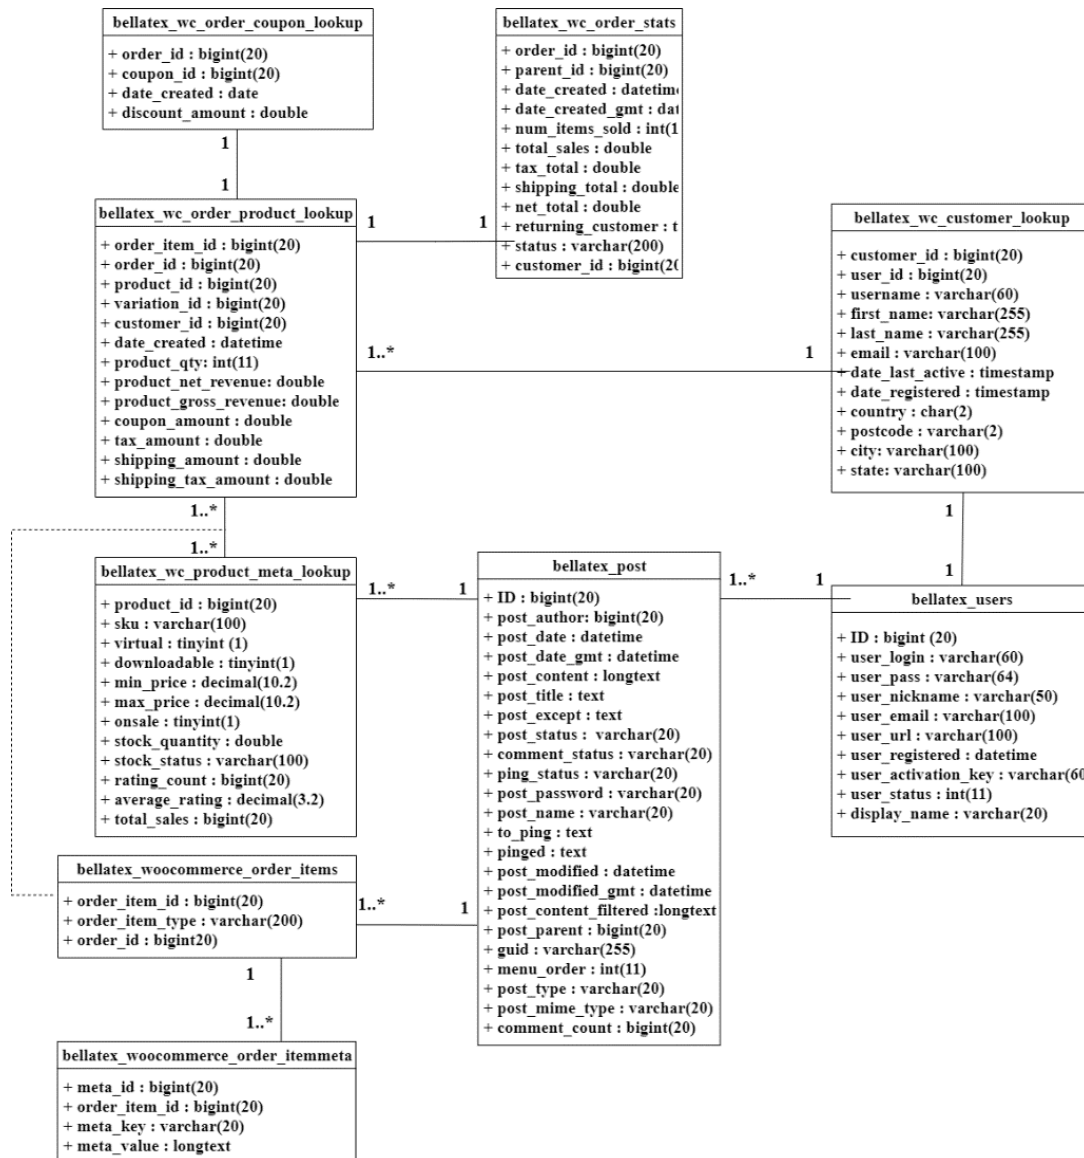 bellatex_wc_order_coupon_lookup
+ order_id : bigint(20)
+ coupon_id : bigint(20)
+ date_created : date
+ discount_amount : double
1
1
bellatex_wc_order_stats
+ order_id : bigint(20)
+ parent_id : bigint(20)
+ date_created : datetime
+ date_created_gmt : dat
+ num_items_sold : int(1
+ total_sales : double
+ tax_total : double
+ shipping_total : double
+ net_total : double
+ returning_customer : t
+ status : varchar(200)
+ customer_id : bigint(20
bellatex_wc_order_product_lookup
+ order_item_id : bigint(20)
+ order_id : bigint(20)
+ product_id : bigint(20)
+ variation_id : bigint(20)
+ customer_id : bigint(20)
+ date_created : datetime
+ product_qty: int(11)
+ product_net_revenue: double
+ product_gross_revenue: double
+ coupon_amount : double
+ tax_amount : double
+ shipping_amount : double
+ shipping_tax_amount : double
1
1
1..*
1
bellatex_wc_customer_lookup
+ customer_id : bigint(20)
+ user_id : bigint(20)
+ username : varchar(60)
+ first_name: varchar(255)
+ last_name : varchar(255)
+ email : varchar(100)
+ date_last_active : timestamp
+ date_registered : timestamp
+ country : char(2)
+ postcode : varchar(2)
+ city: varchar(100)
+ state: varchar(100)
1..*
1..*
1
1
bellatex_wc_product_meta_lookup
+ product_id : bigint(20)
+ sku : varchar(100)
+ virtual : tinyint (1)
+ downloadable : tinyint(1)
+ min_price : decimal(10.2)
+ max_price : decimal(10.2)
+ onsale : tinyint(1)
+ stock_quantity : double
+ stock_status : varchar(100)
+ rating_count : bigint(20)
+ average_rating : decimal(3.2)
+ total_sales : bigint(20)
1..*
1
bellatex_post
+ ID : bigint(20)
+ post_author: bigint(20)
+ post_date : datetime
+ post_date_gmt : datetime
+ post_content : longtext
+ post_title : text
+ post_except : text
+ post_status : varchar(20)
+ comment_status : varchar(20)
+ ping_status : varchar(20)
+ post_password : varchar(20)
+ post_name : varchar(20)
+ to_ping : text
+ pinged : text
+ post_modified : datetime
+ post_modified_gmt : datetime
+ post_content_filtered :longtext
+ post_parent : bigint(20)
+ guid : varchar(255)
+ menu_order : int(11)
+ post_type : varchar(20)
+ post_mime_type : varchar(20)
+ comment_count : bigint(20)
1..*
1
bellatex_users
+ ID : bigint (20)
+ user_login : varchar(60)
+ user_pass : varchar(64)
+ user_nickname : varchar(50)
+ user_email : varchar(100)
+ user_url : varchar(100)
+ user_registered : datetime
+ user_activation_key : varchar(60
+ user_status : int(11)
+ display_name : varchar(20)
bellatex_woocommerce_order_items
+ order_item_id : bigint(20)
+ order_item_type : varchar(200)
+ order_id : bigint20)
1..*
1
1
1..*
bellatex_woocommerce_order_itemmeta
+ meta_id : bigint(20)
+ order_item_id : bigint(20)
+ meta_key : varchar(20)
+ meta_value : longtext